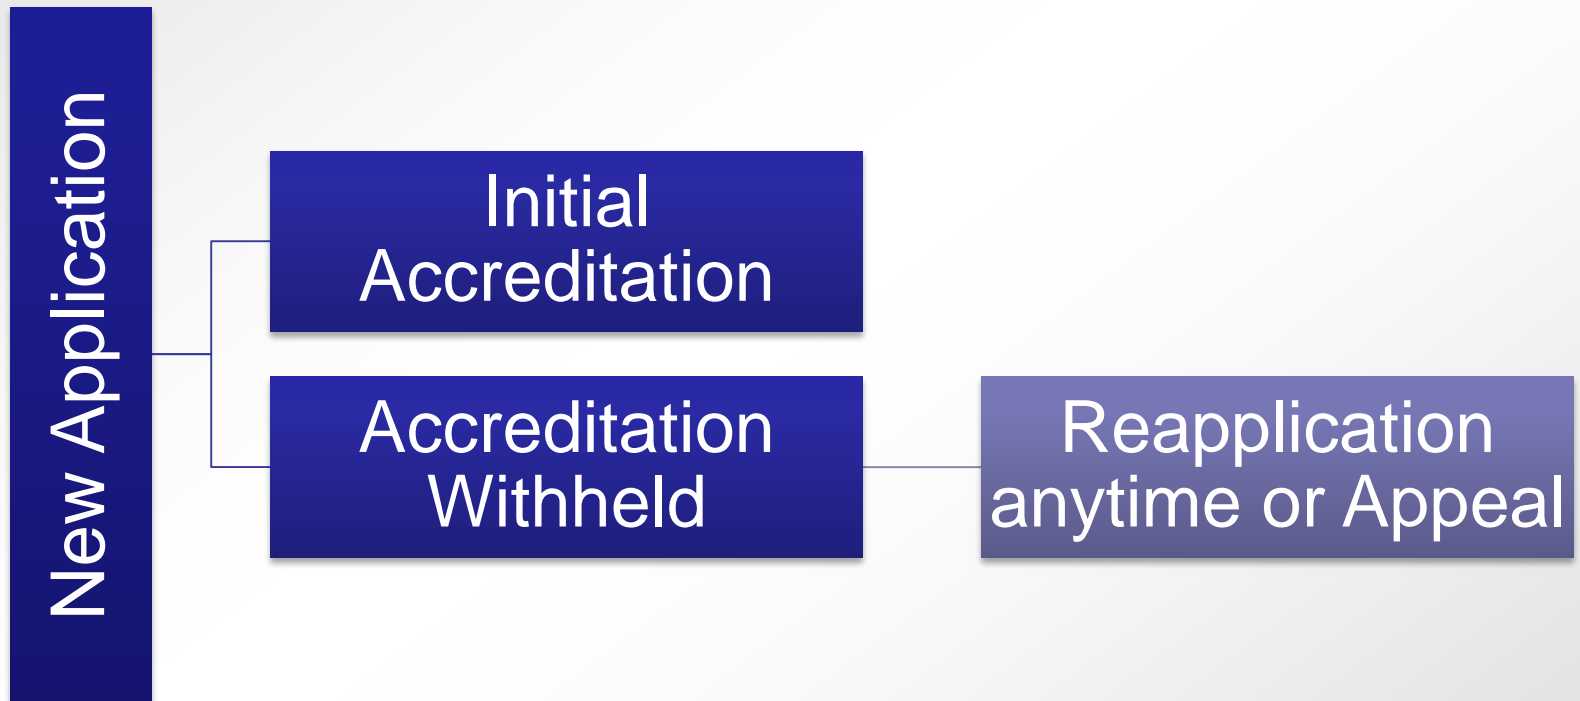 New Application
Initial
Accreditation
Accreditation
Withheld
Reapplication
anytime or Appeal